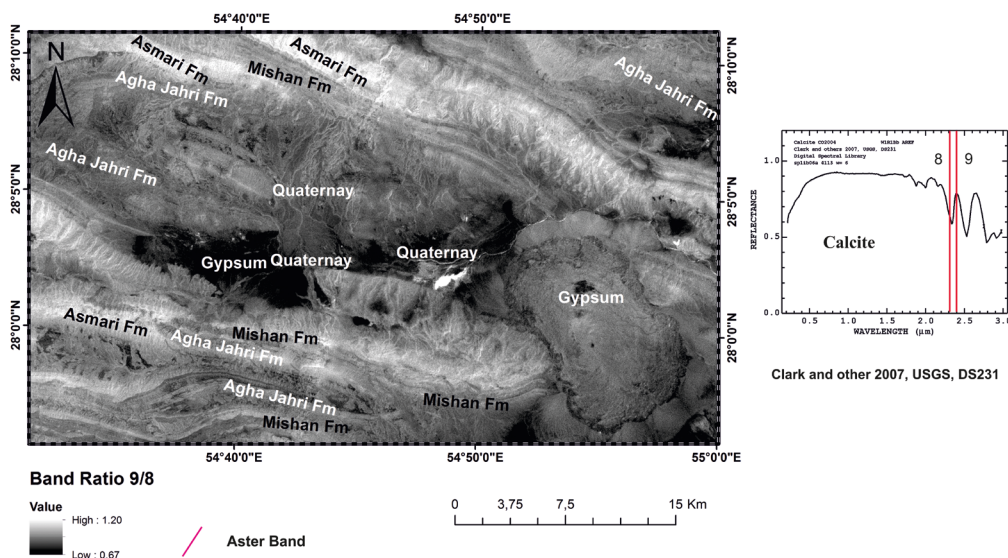 54°40'0"E
54°50'0"E
28°10'0"N
28°10'0"N
N
Asmari Fm
Asmari Fm
Mishan Fm
Agha Jahri Fm
Agha Jahri Fm
Agha Jahri Fm
28°5'0"N
28°5'0"N
Quaternay
Quaternay
Gypsum
Quaternay
Gypsum
28°0'0"N
28°0'0"N
Asmari Fm
Mishan Fm
Agha Jahri Fm
Agha Jahri Fm
Mishan Fm
Mishan Fm
54°40'0"E
54°50'0"E
55°0'0"E
Calcite CO2004 W1R1Bb AREF
Clark and others 2007, USGS, DS231
Digital Spectral Library
8
9
1.0
0.5
0.0
REFLECTANCE
Calcite
0.5
1.0
1.5
2.0
2.5
3.0
WAVELENGTH (μm)
Clark and other 2007, USGS, DS231
Band Ratio 9/8
Value
High : 1.20
Low : 0.67
Aster Band
0
3,75
7,5
15 Km